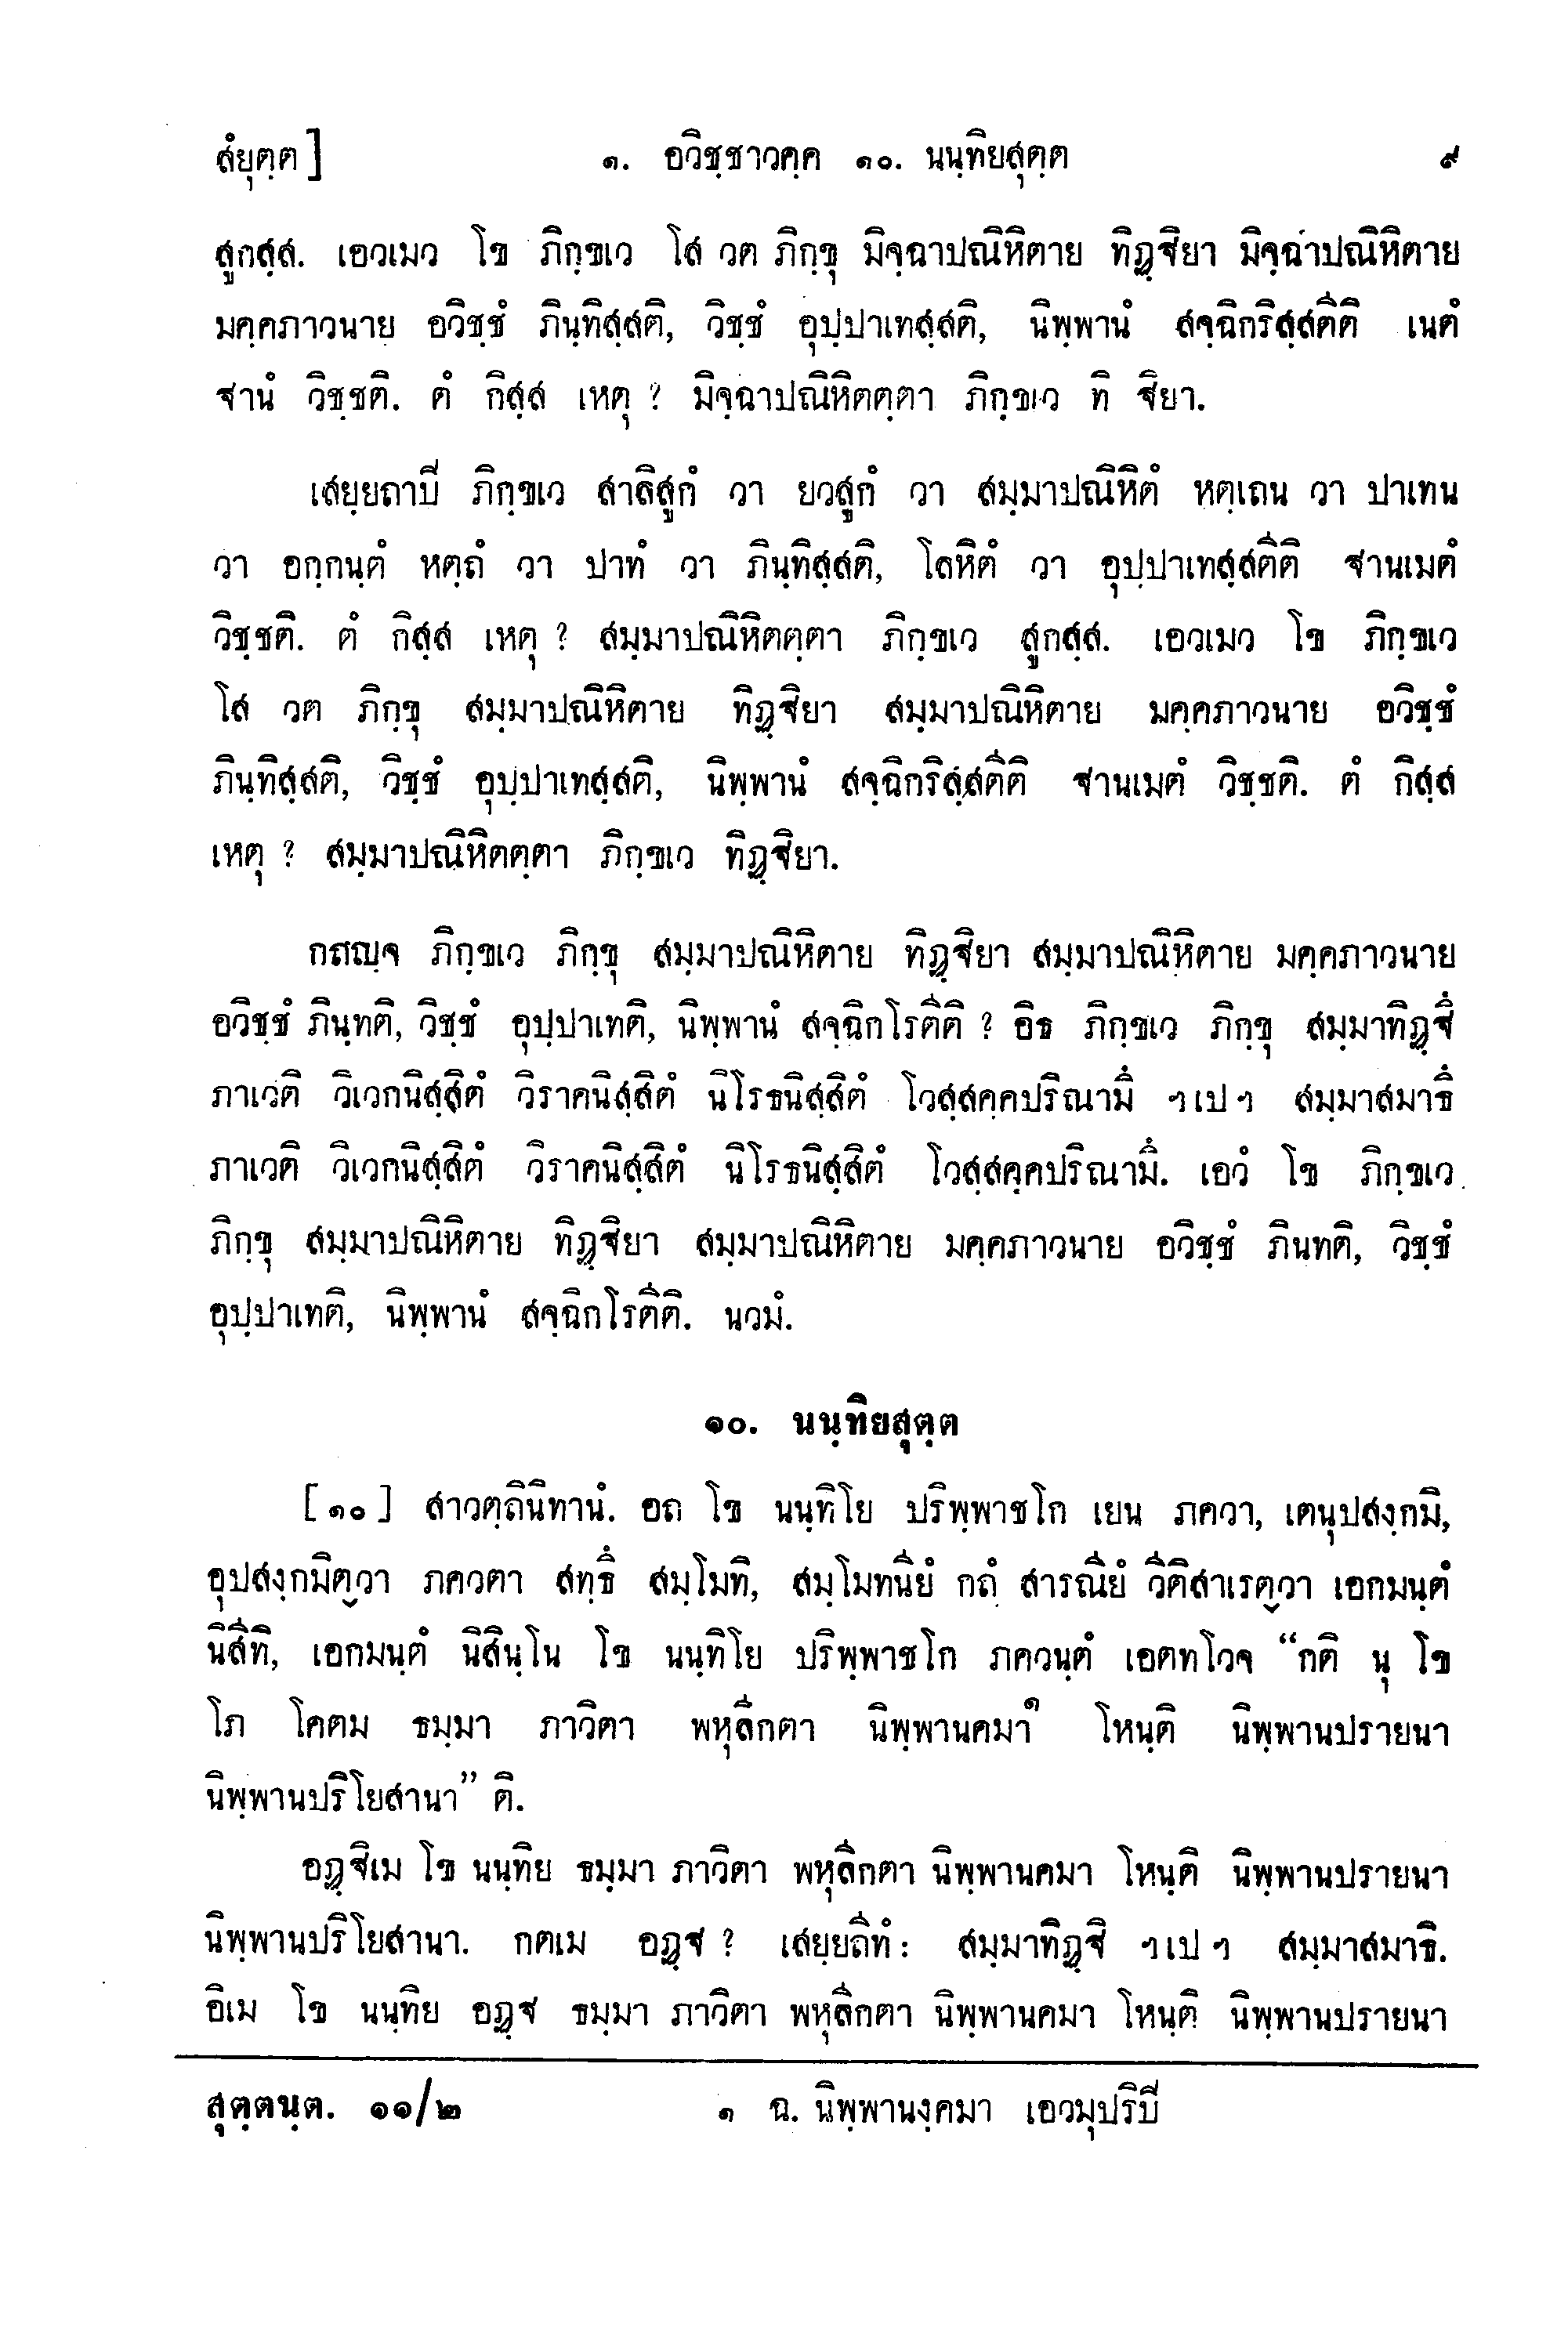 สํยุตฺต]	๑. อวิชฺชาวคฺค ๑๐. นนฺทิยสุตฺต	๙
สูกสฺส. เอวเมว โข ภิกฺขเว โส วต ภิกฺขุ มิจฺฉาปณิหิตาย ทิฏฺฐิยา มิจฺฉาปณิหิตาย
มคฺคภาวนาย อวิชฺชํ ภินฺทิสฺสติ, วิชฺชํ อุปฺปาเทสฺสติ, นิพฺพานํ สจฺฉิกริสฺสตีติ เนตํ
ฐานํ วิชฺชติ. ตํ กิสฺส เหตุ ? มิจฺฉาปณิหิตตฺตา ภิกฺขเว ทิ ฐิยา.
เสยฺยถาปิ ภิกฺขเว สาลิสูกํ วา ยวสูกํ วา สมฺมาปณิหิตํ หตฺเถน วา ปาเทน
วา อกฺกนฺตํ หตฺถํ วา ปาทํ วา ภินฺทิสฺสติ, โลหิตํ วา อุปฺปาเทสฺสตีติ ฐานเมตํ
วิชฺชติ. ตํ กิสฺส เหตุ ? สมฺมาปณิหิตตฺตา ภิกฺขเว สูกสฺส. เอวเมว โข ภิกฺขเว
โส วต ภิกฺขุ สมฺมาปณิหิตาย ทิฏฺฐิยา สมฺมาปณิหิตาย มคฺคภาวนาย อวิชฺชํ
ภินฺทิสฺสติ, วิชฺชํ อุปฺปาเทสฺสติ, นิพฺพานํ สจฺฉิกริสฺสตีติ ฐานเมตํ วิชฺชติ. ตํ กิสฺส
เหตุ ? สมฺมาปณิหิตตฺตา ภิกฺขเว ทิฏฺฐิยา.
กถญฺจ ภิกฺขเว ภิกฺขุ สมฺมาปณิหิตาย ทิฏฺฐิยา สมฺมาปณิหิตาย มคฺคภาวนาย
อวิชฺชํ ภินฺทติ, วิชฺชํ อุปฺปาเทติ, นิพฺพานํ สจฺฉิกโรตีติ ? อิธ ภิกฺขเว ภิกฺขุ สมฺมาทิฏฺฐิํ
ภาเวติ วิเวกนิสฺสิตํ วิราคนิสฺสิตํ นิโรธนิสฺสิตํ โวสฺสคฺคปริณามิํ ฯเปฯ สมฺมาสมาธิํ
ภาเวติ วิเวกนิสฺสิตํ วิราคนิสฺสิตํ นิโรธนิสฺสิตํ โวสฺสคฺคปริณามิํ. เอวํ โข ภิกฺขเว
ภิกฺขุ สมฺมาปณิหิตาย ทิฏฺฐิยา สมฺมาปณิหิตาย มคฺคภาวนาย อวิชฺชํ ภินทติ, วิชฺชํ
อุปฺปาเทติ, นิพฺพานํ สจฺฉิกโรตีติ. นวมํ.
๑๐. นนฺทิยสุตฺต
[๑๐] สาวตฺถินิทานํ. อถ โข นนฺทิโย ปริพฺพาชโก เยน ภควา, เตนุปสงฺกมิ,
อุปสงฺกมิตฺวา ภควตา สทฺธิํ สมฺโมทิ, สมฺโมทนียํ กถํ สารณียํ วีติสาเรตฺวา เอกมนฺตํ
นิสีทิ, เอกมนฺตํ นิสินฺโน โข นนฺทิโย ปริพฺพาชโก ภควนฺตํ เอตทโวจ “กติ นุ โข
โภ โคตม ธมฺมา ภาวิตา พหุลีกตา นิพฺพานคมา๑ โหนฺติ นิพฺพานปรายนา
นิพฺพานปริโยสานา” ติ.
อฏฺฐิเม โข นนฺทิย ธมฺมา ภาวิตา พหุลีกตา นิพฺพานคมา โหนฺติ นิพฺพานปรายนา
นิพฺพานปริโยสานา. กตเม อฏฺฐ ? เสยฺยถีทํ : สมฺมาทิฏฺฐิ ฯเปฯ สมฺมาสมาธิ.
อิเม โข นนฺทิย อฏฺฐ ธมฺมา ภาวิตา พหุลีกตา นิพฺพานคมา โหนฺติ นิพฺพานปรายนา
สุตฺตนฺต. ๑๑/๒	๑ ฉ. นิพฺพานงฺคมา เอวมุปริปิ